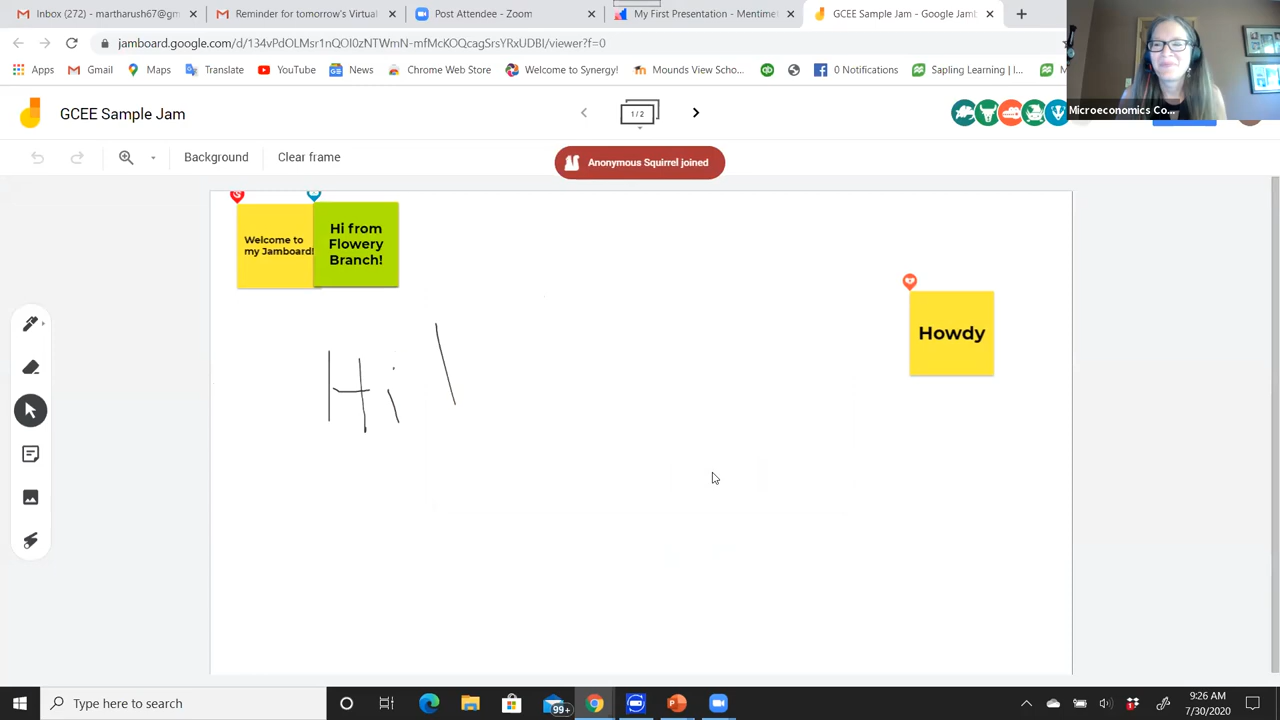 Inbox (272) - martharush67@gm
Reminder for tomorrow's Virtual
Post Attendee - Zoom
My First Presentation - Mentime
GCEE Sample Jam - Google Jamb
jamboard.google.com/d/134vPdOLMsr1nQOI0zNTWmN-mfMcKOQcagSrsYRxUDBI/viewer?f=0
Apps
Gmail
Maps
Translate
YouTube
News
Chrome Web Store
Welcome to Synergy!
Mounds View Scho...
0 Notifications
Sapling Learning | I...
Microeconomics Co...
GCEE Sample Jam
1/2
Background
Clear frame
Anonymous Squirrel joined
Welcome to
my Jamboard!
Hi from
Flowery
Branch!
Howdy
Hi
Type here to search
99+
9:26 AM
7/30/2020